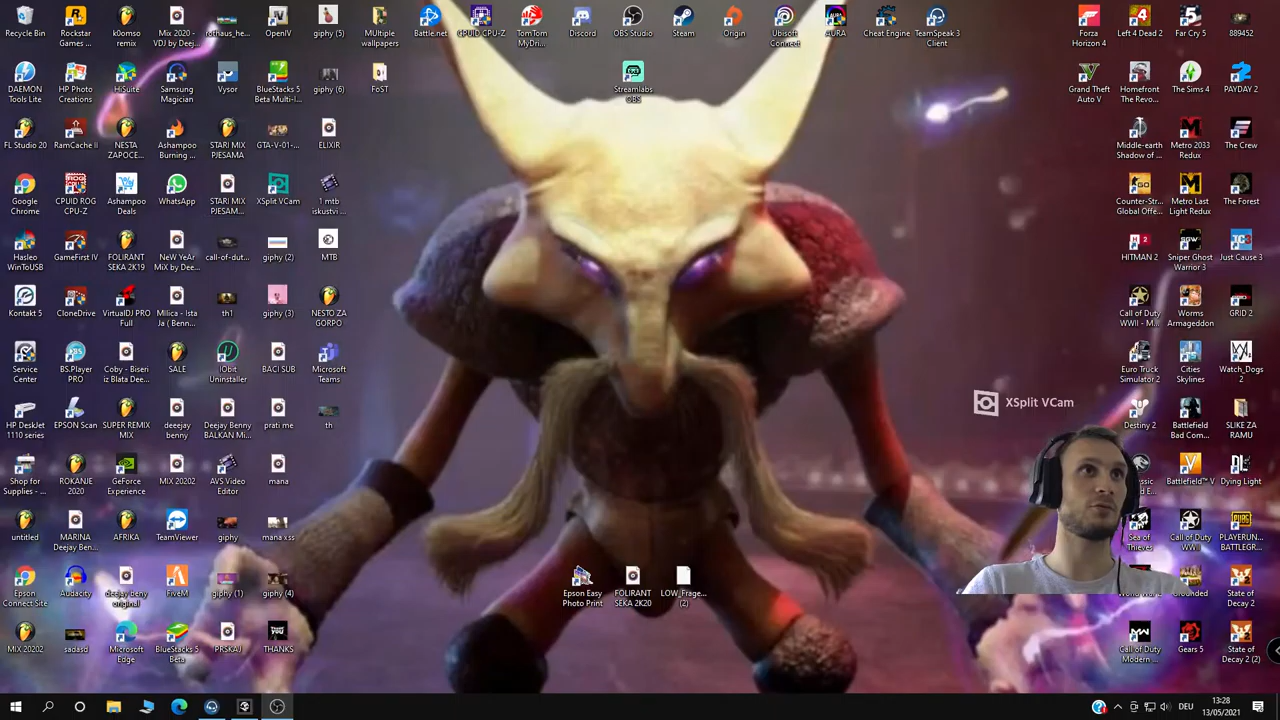 Recycle Bin
Rockstar
Games ...
k0omso
remix
Mix 2020 -
VDJ by Deej...
rothaus_he...
OpenIV
giphy (5)
Multiple
wallpapers
Battle.net
CPUID CPU-Z
TomTom
MyDri...
Discord
OBS Studio
Steam
Origin
Ubisoft
Connect
AURA
Cheat Engine
TeamSpeak 3
Client
Forza
Horizon 4
Left 4 Dead 2
Far Cry 5
889452
DAEMON
Tools Lite
HP Photo
Creations
HiSuite
Samsung
Magician
Vysor
BlueStacks 5
Beta Multi-I...
giphy (6)
FoST
Streamlabs
OBS
Grand Theft
Auto V
Homefront
The Revo...
The Sims 4
PAYDAY 2
FL Studio 20
RamCache II
NESTA
ZAPOCE...
Ashampoo
Burning ...
STARI MIX
PJESAMA
GTA-V-01-...
ELIXIR
Middle-earth
Shadow of ...
Metro 2033
Redux
The Crew
Google
Chrome
CPUID ROG
CPU-Z
Ashampoo
Deals
WhatsApp
STARI MIX
PJESAM...
XSplit VCam
1 mtb
iskustvi ...
Counter-Str...
Global Offe...
Metro Last
Light Redux
The Forest
Hasleo
WinToUSB
GameFirst IV
FOLIRANT
SEKA 2K19
NeW YeAr
MiX by Dee...
call-of-dut...
giphy (2)
MTB
HITMAN 2
Sniper Ghost
Warrior 3
Just Cause 3
Kontakt 5
CloneDrive
VirtualDJ PRO
Full
Milica - Ista
Ja ( Benn...
th1
giphy (3)
NESTO ZA
GORPO
Call of Duty
WWII - M...
Worms
Armageddon
GRID 2
Service
Center
BS.Player
PRO
Coby - Biseri
iz Blata Dee...
SALE
IObit
Uninstaller
BACI SUB
Microsoft
Teams
Euro Truck
Simulator 2
Cities
Skylines
Watch_Dogs
2
XSplit VCam
HP DeskJet
1110 series
EPSON Scan
SUPER REMIX
MIX
deeejay
benny
Deejay Benny
BALKAN Mi...
prati me
th
Destiny 2
Battlefield
Bad Com...
SLIKE ZA
RAMU
Shop for
Supplies - ...
ROKANJE
2020
GeForce
Experience
MIX 20202
AVS Video
Editor
mana
Battlefield™ V
Dying Light
untitled
MARINA
Deejay Ben...
AFRIKA
TeamViewer
giphy
mana xss
Sea of
Thieves
Call of Duty
WWII
PLAYERUN...
BATTLEGR...
Epson
Connect Site
Audacity
deejay beny
original
FiveM
giphy (1)
giphy (4)
Epson Easy
Photo Print
FOLIRANT
SEKA 2K20
LOW_Frage...
(2)
State of
Decay 2
MIX 20202
sadasd
Microsoft
Edge
BlueStacks 5
Beta
PRSKAJ
THANKS
Call of Duty
Modern ...
Gears 5
State of
Decay 2 (2)
DEU
13:28
13/05/2021